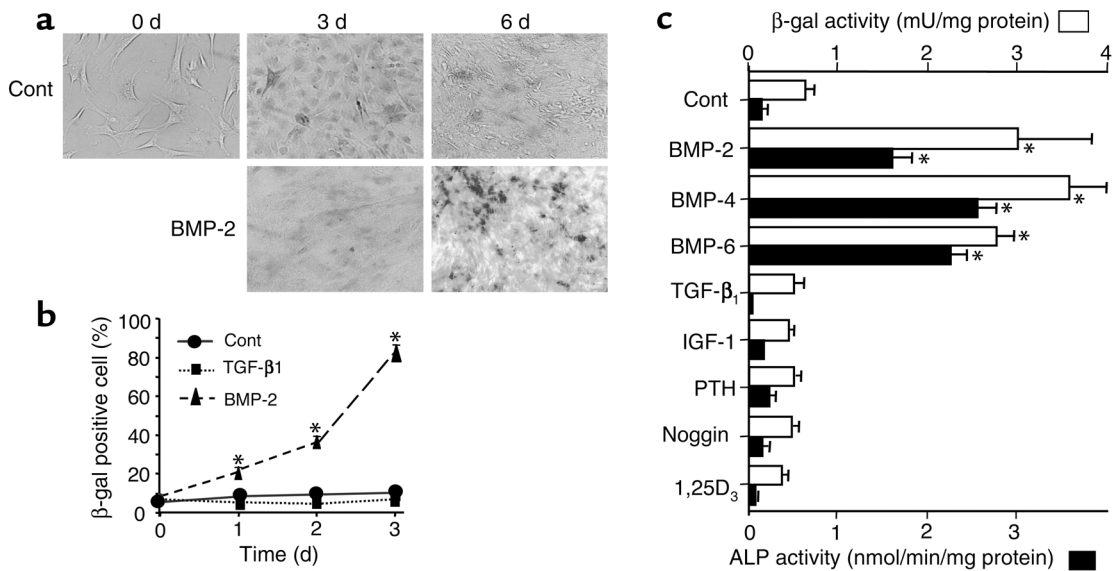 a
0 d 3 d 6 d
Cont
BMP-2
b
β-gal positive cell (%)
100
80
60
40
20
0
Cont
TGF-β1
BMP-2
*
*
*
0 1 2 3
Time (d)
c
β-gal activity (mU/mg protein)
0 1 2 3 4
Cont
BMP-2 * *
BMP-4 * *
BMP-6 * *
TGF-β1
IGF-1
PTH
Noggin
1,25D3
0 1 2 3
ALP activity (nmol/min/mg protein)